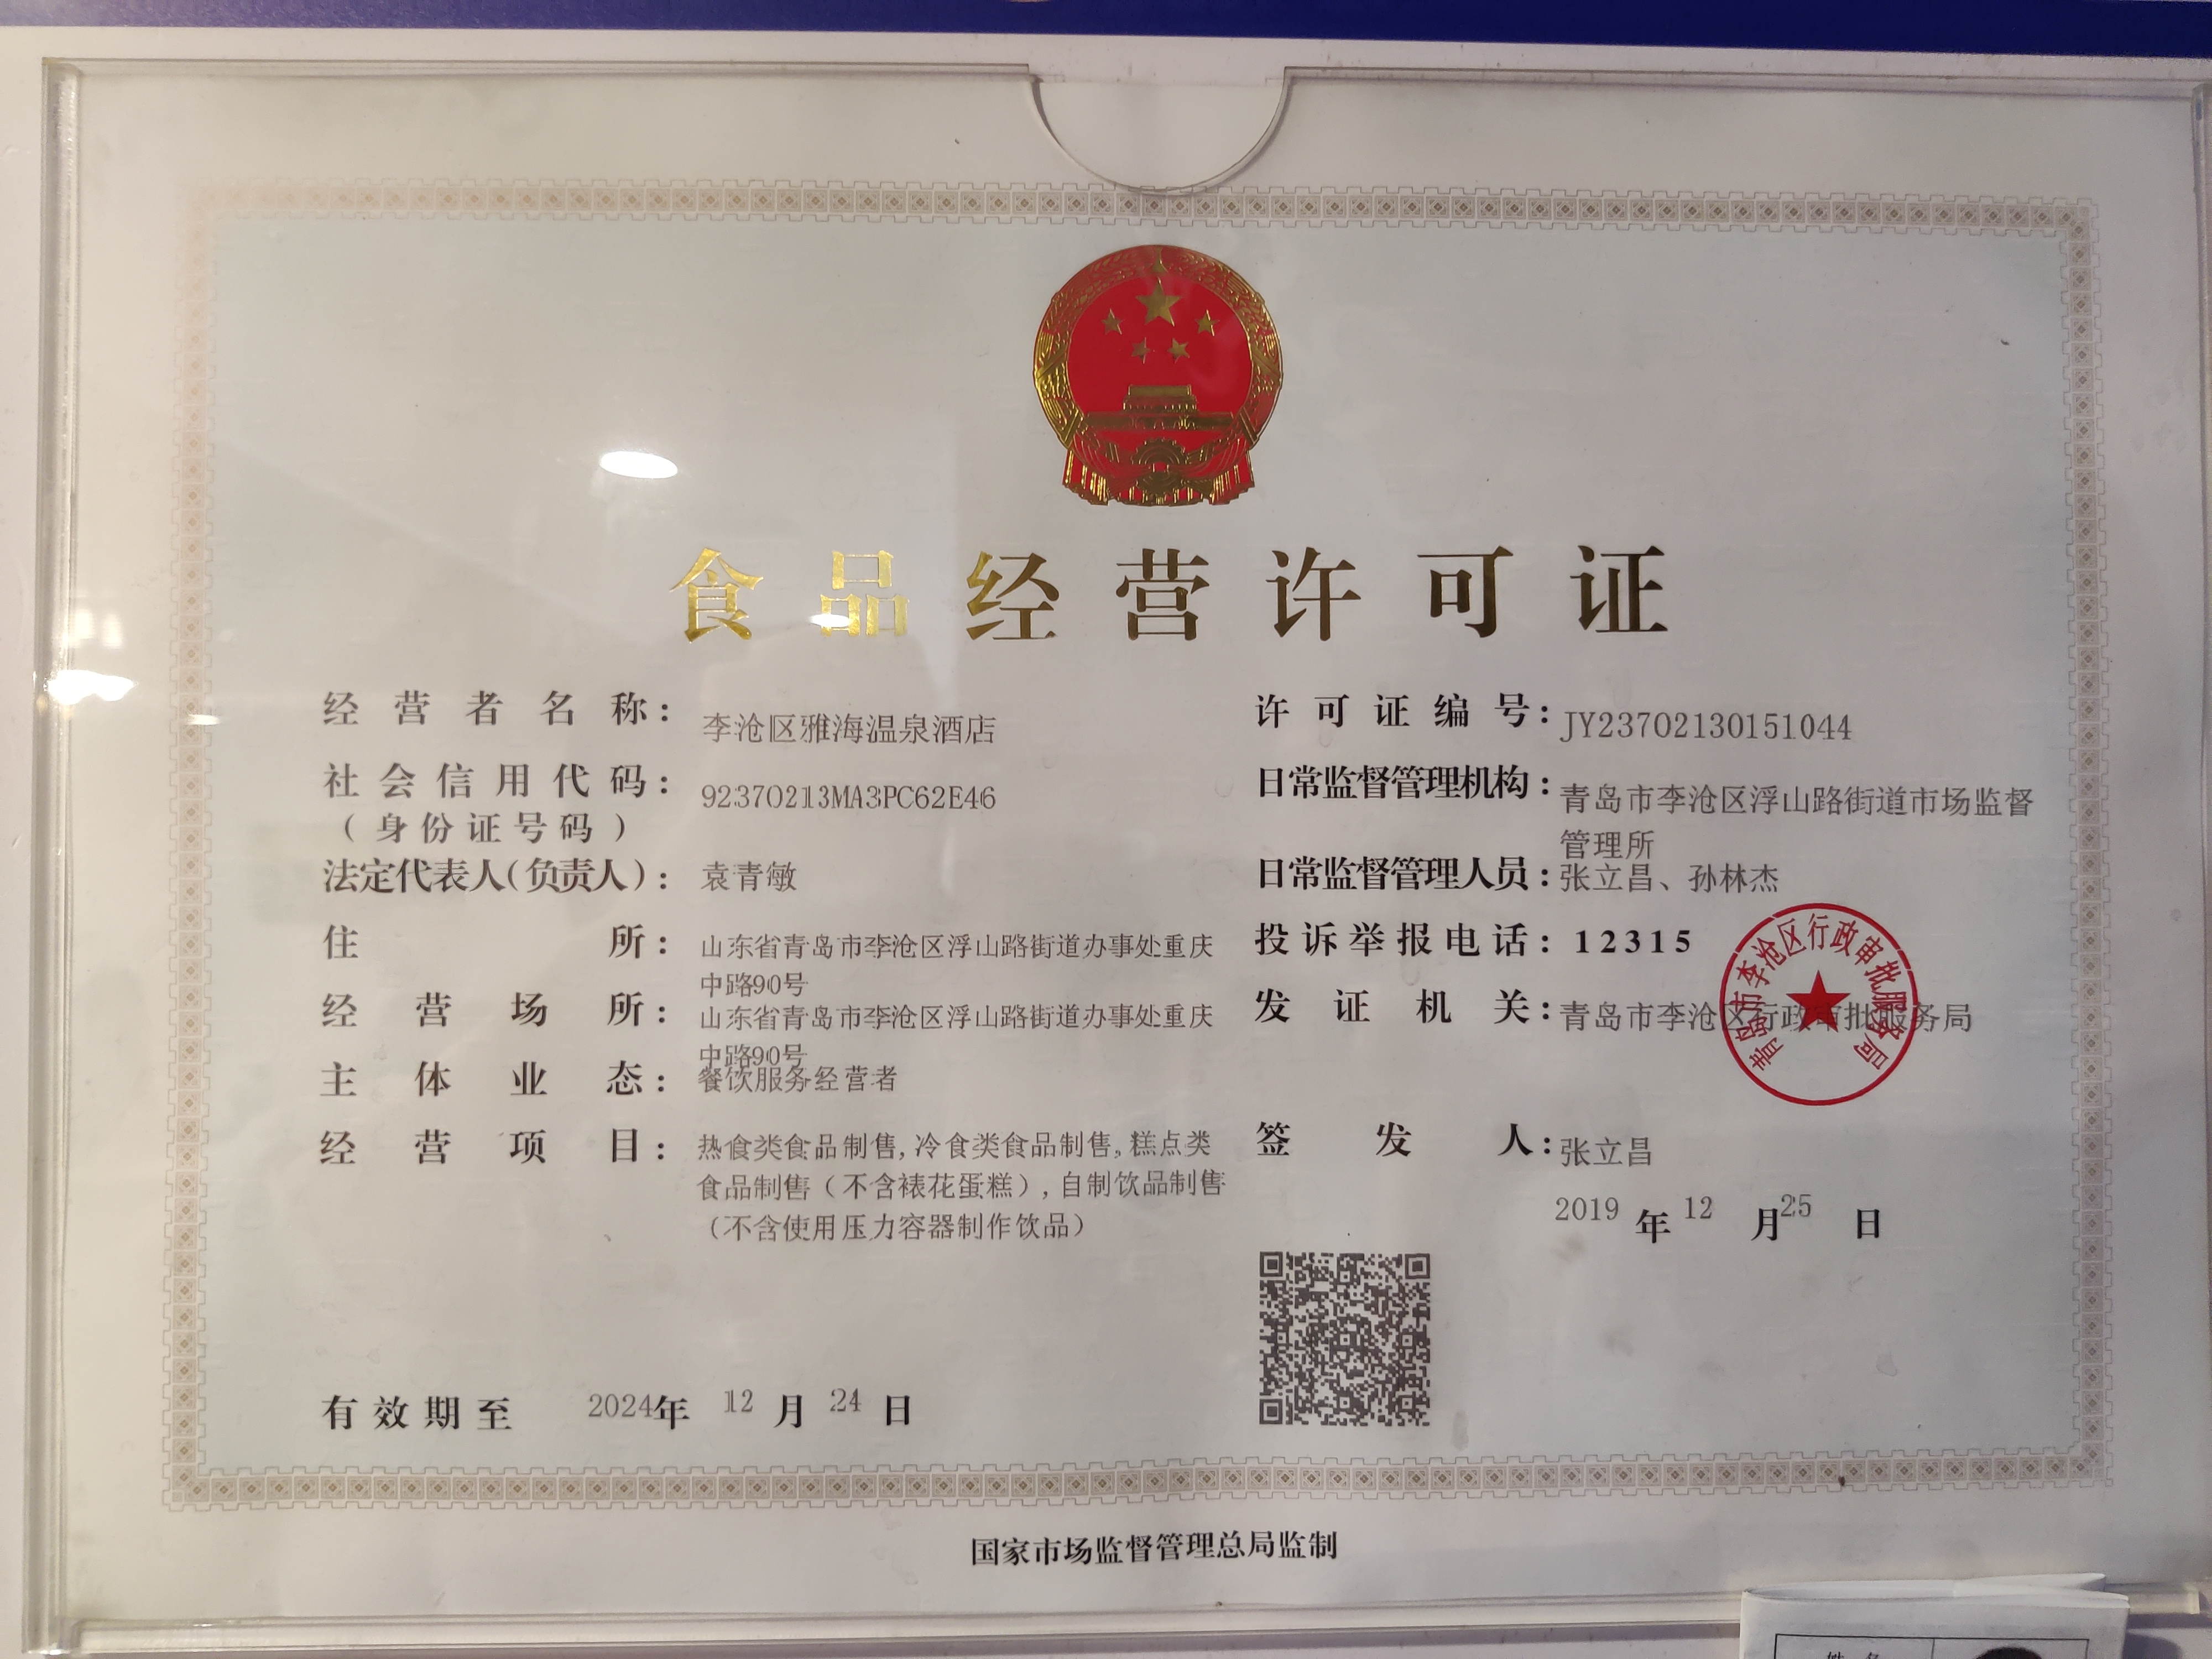 食品经营许可证
经营者名称：李沧区雅海温泉酒店
社会信用代码：92370213MA3PC62E46
（身份证号码）
法定代表人(负责人)：袁青敏
住所：山东省青岛市李沧区浮山路街道办事处重庆
中路90号
经营场所：山东省青岛市李沧区浮山路街道办事处重庆
中路90号
主体业态：餐饮服务经营者
经营项目：热食类食品制售,冷食类食品制售,糕点类
食品制售（不含裱花蛋糕）,自制饮品制售
（不含使用压力容器制作饮品）
有效期至 2024年 12 月 24 日
许可证编号：JY23702130151044
日常监督管理机构：青岛市李沧区浮山路街道市场监督
管理所
日常监督管理人员：张立昌、孙林杰
投诉举报电话：12315
发证机关：青岛市李沧区行政审批服务局
青岛市李沧区行政审批服务局
签发人：张立昌
2019 年 12 月 25 日
国家市场监督管理总局监制
姓名